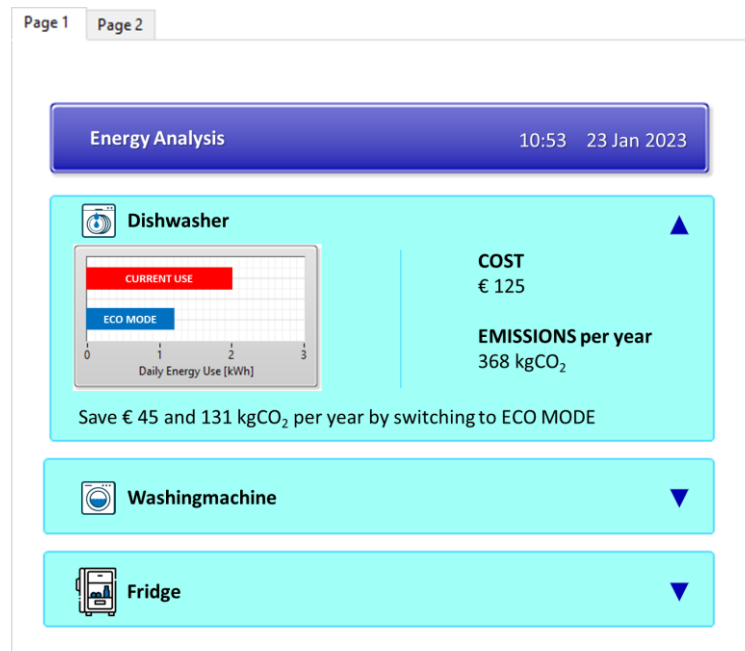 Page 1 Page 2
Energy Analysis 10:53 23 Jan 2023
Dishwasher
▲
CURRENT USE
ECO MODE
0 1 2 3
Daily Energy Use [kWh]
COST
€ 125
EMISSIONS per year
368 kgCO₂
Save € 45 and 131 kgCO₂ per year by switching to ECO MODE
Washingmachine
▼
Fridge
▼